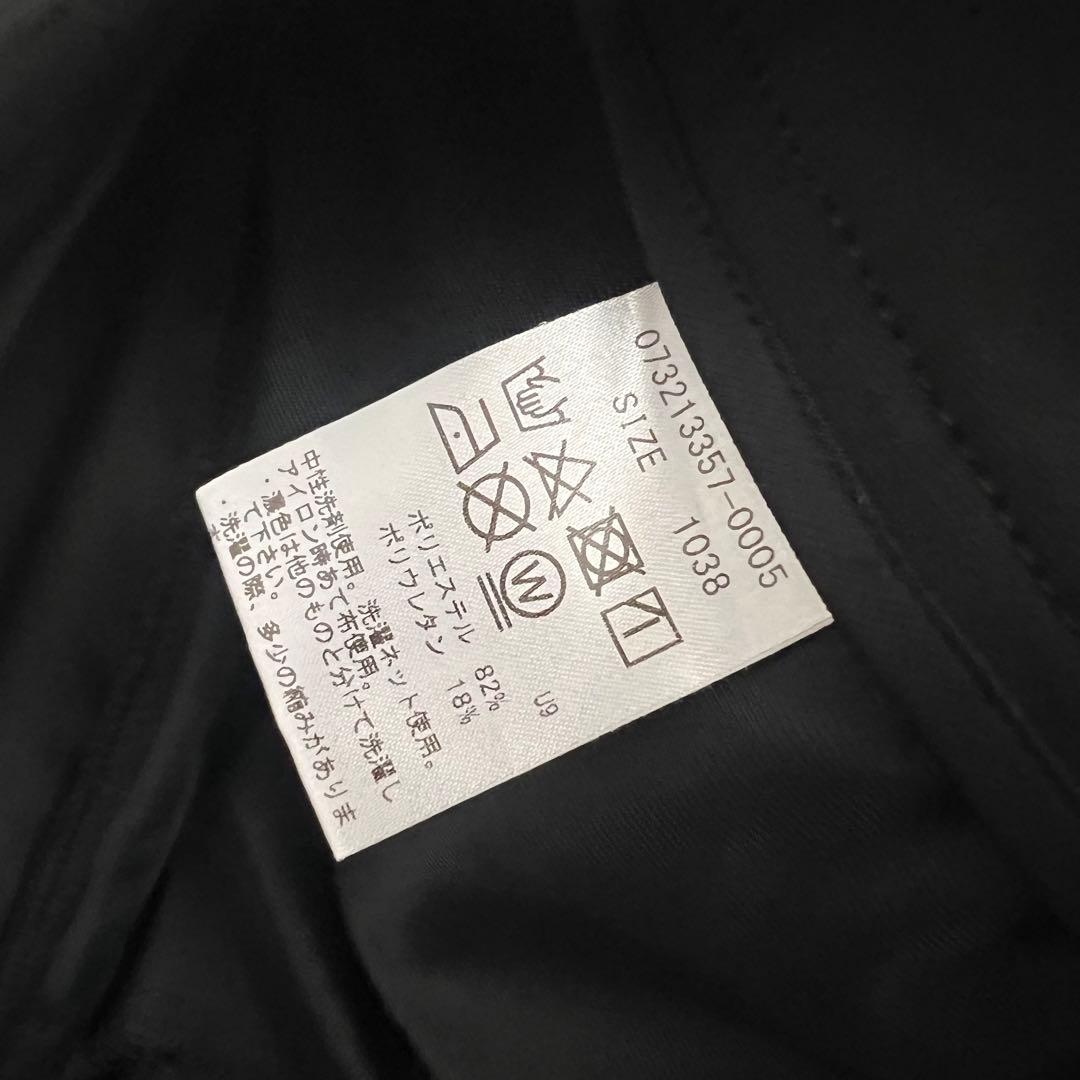 073213357-0005
SIZE 1038
U9
ポリエステル 82%
ポリウレタン 18%
洗濯ネット使用。
中性洗剤使用。
アイロン時あて布使用。
・濃色は他のものと分けて洗濯し
て下さい。
・洗濯の際、多少の縮みがありま